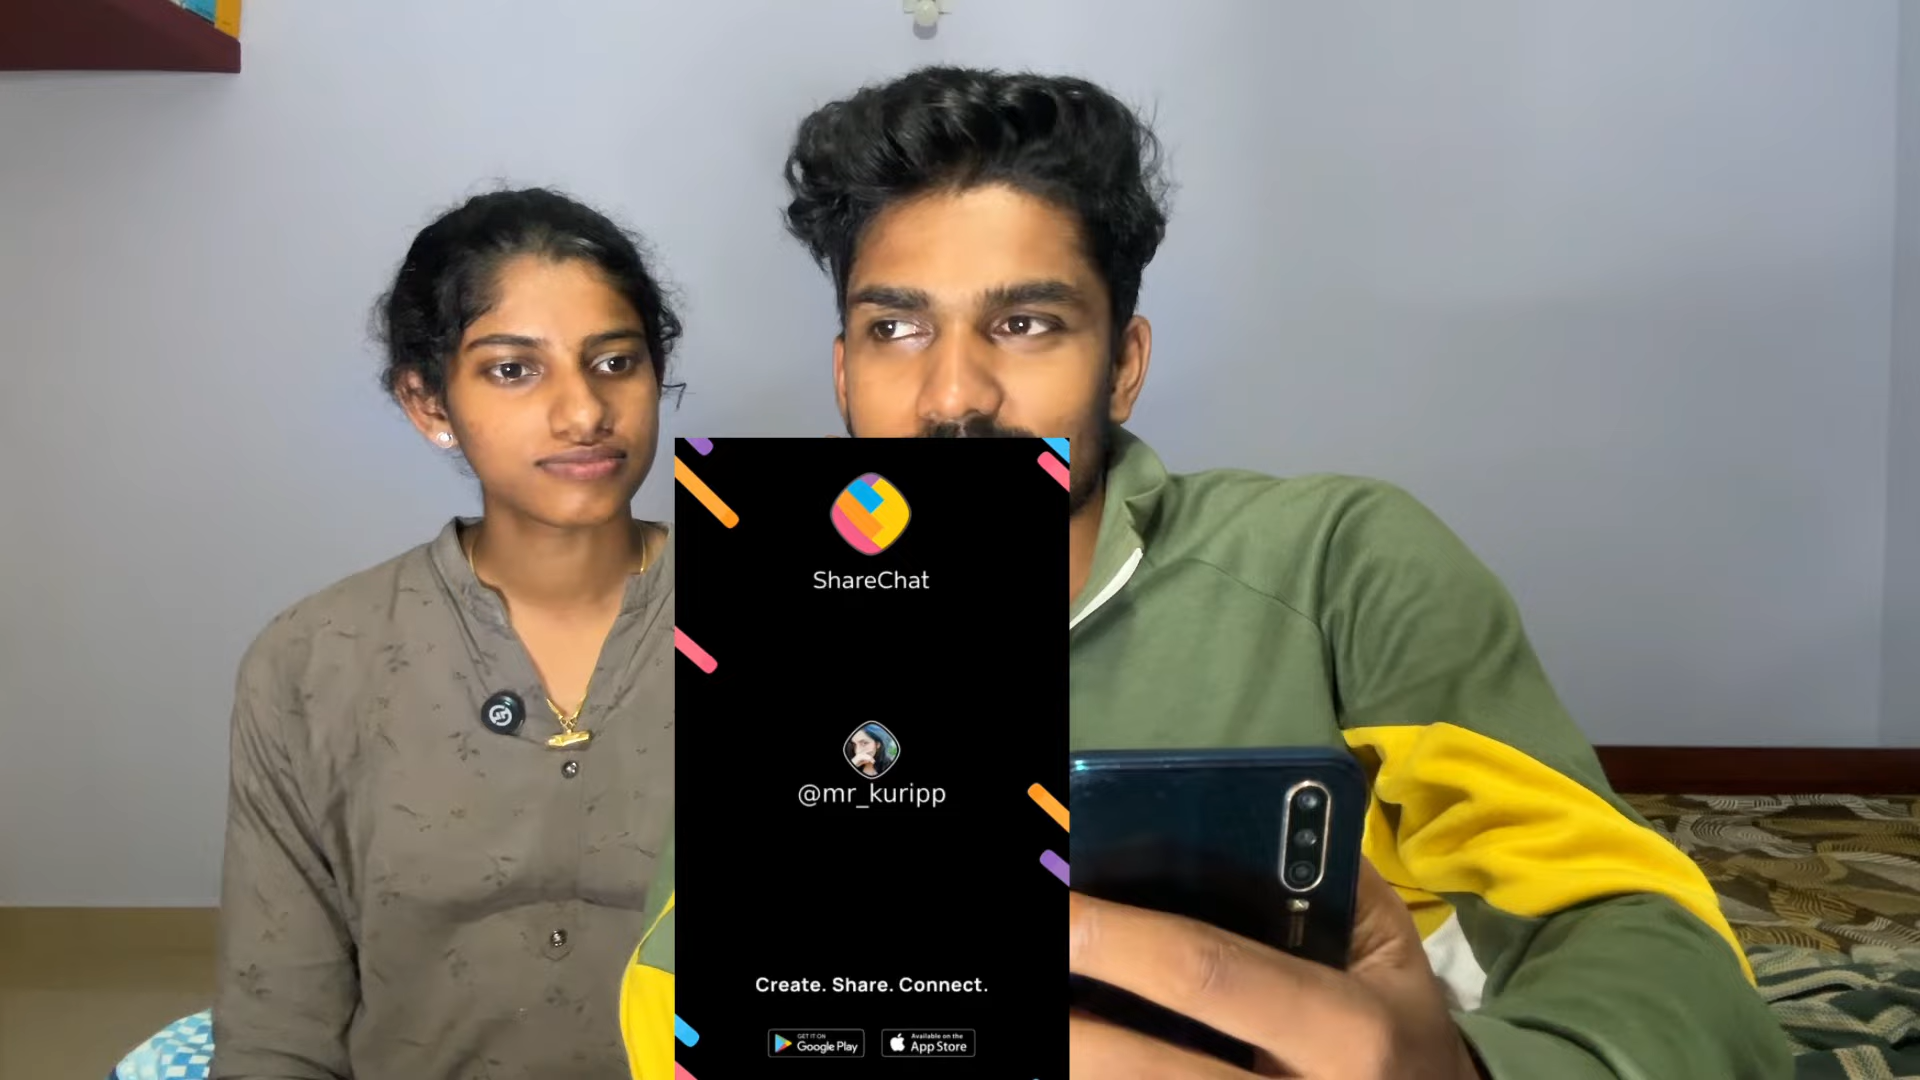 ShareChat
@mr_kuripp
Create. Share. Connect.
GET IT ON
Google Play
Available on the
App Store